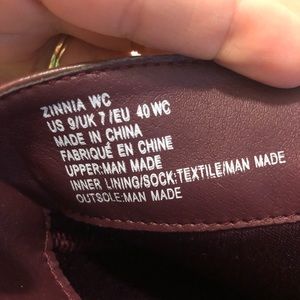 ZINNIA WC
US 9/UK 7/EU 40 WC
MADE IN CHINA
FABRIQUÉ EN CHINE
UPPER:MAN MADE
INNER LINING/SOCK:TEXTILE/MAN MADE
OUTSOLE:MAN MADE